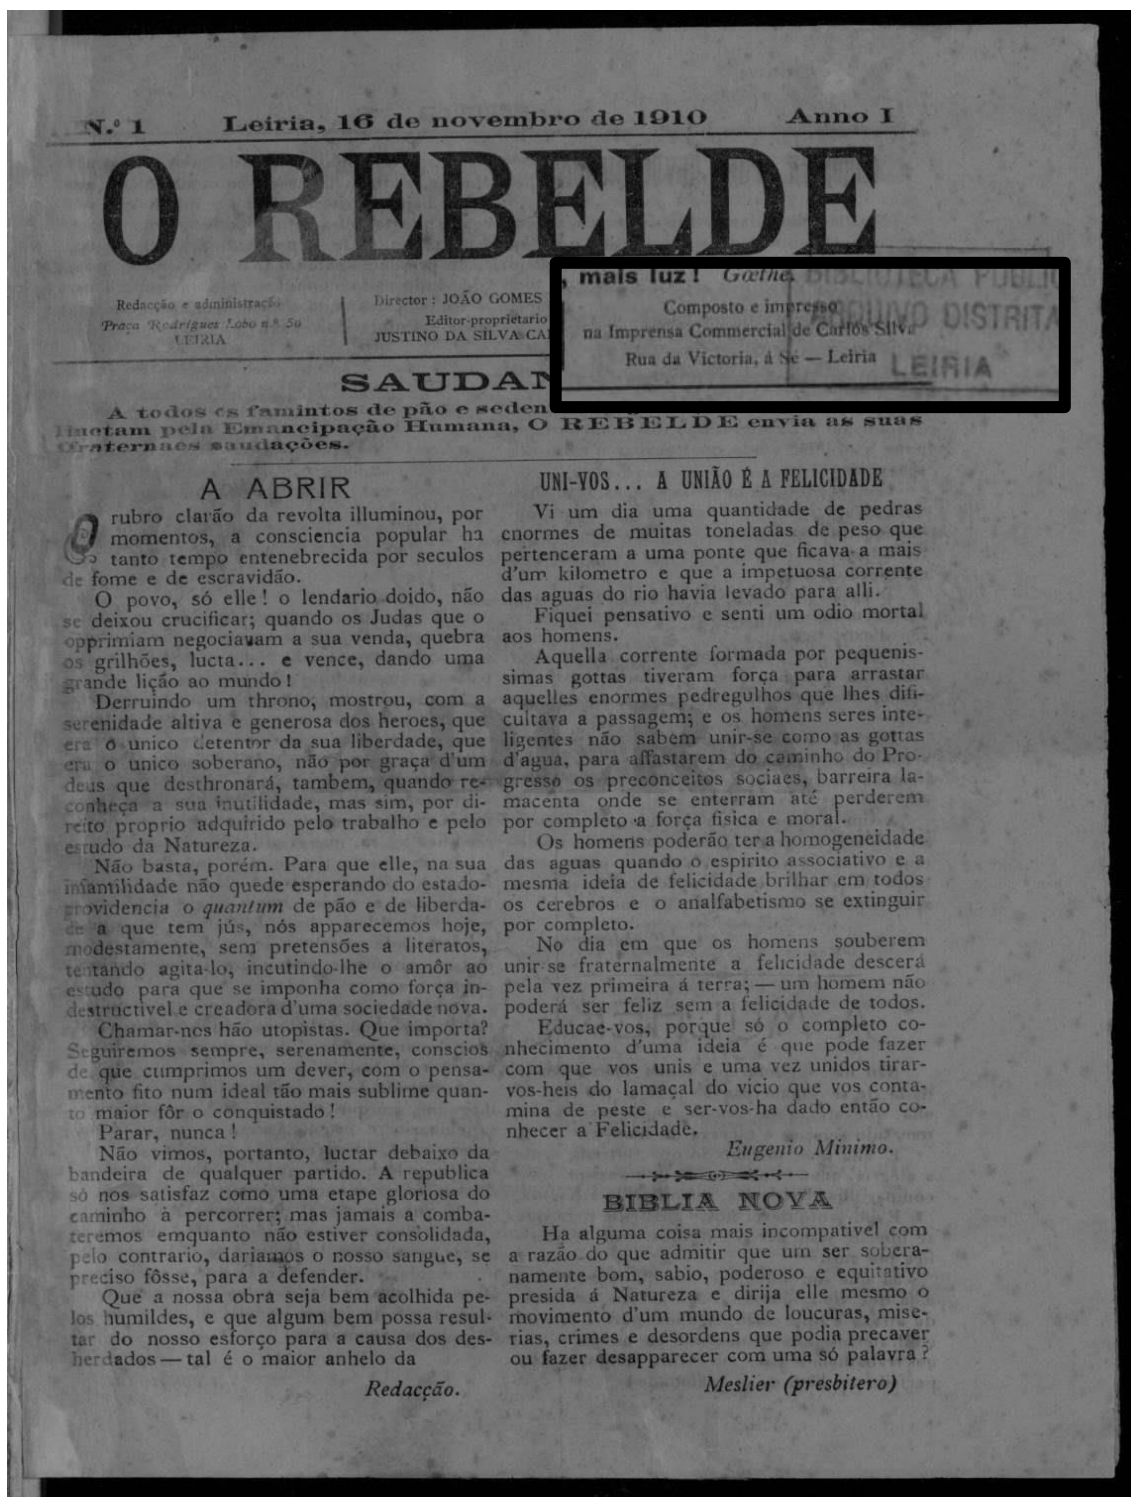 N.º 1 Leiria, 16 de novembro de 1910 Anno I
O REBELDE
, mais luz! Gœthe
BIBLIOTECA PUBLIC
ARQUIVO DISTRITA
LEIRIA
Redacção e administração
Praça Rodrigues Lobo n.º 50
LEIRIA
Director: JOÃO GOMES
Editor-proprietario
JUSTINO DA SILVA CA
Composto e impresso
na Imprensa Commercial de Carlos Silva
Rua da Victoria, á Sé — Leiria
SAUDAN
A todos os famintos de pão e seden
luctam pela Emancipação Humana, O REBELDE envia as suas
fraternaes saudações.
A ABRIR
O rubro clarão da revolta illuminou, por
momentos, a consciencia popular ha
tanto tempo entenebrecida por seculos
de fome e de escravidão.
O povo, só elle! o lendario doido, não
se deixou crucificar; quando os Judas que o
opprimiam negociavam a sua venda, quebra
os grilhões, lucta... e vence, dando uma
grande lição ao mundo!
Derruindo um throno, mostrou, com a
serenidade altiva e generosa dos heroes, que
era o unico detentor da sua liberdade, que
era o unico soberano, não por graça d'um
deus que desthronará, tambem, quando re-
conheça a sua inutilidade, mas sim, por di-
reito proprio adquirido pelo trabalho e pelo
estudo da Natureza.
Não basta, porém. Para que elle, na sua
infantilidade não quede esperando do estado-
providencia o quantum de pão e de liberda-
de a que tem jús, nós apparecemos hoje,
modestamente, sem pretensões a literatos,
tentando agita-lo, incutindo-lhe o amôr ao
estudo para que se imponha como força in-
destructivel e creadora d'uma sociedade nova.
Chamar-nos hão utopistas. Que importa?
Seguiremos sempre, serenamente, conscios
de que cumprimos um dever, com o pensa-
mento fito num ideal tão mais sublime quan-
to maior fôr o conquistado!
Parar, nunca!
Não vimos, portanto, luctar debaixo da
bandeira de qualquer partido. A republica
só nos satisfaz como uma etape gloriosa do
caminho a percorrer; mas jamais a comba-
teremos emquanto não estiver consolidada,
pelo contrario, dariamos o nosso sangue, se
preciso fôsse, para a defender.
Que a nossa obra seja bem acolhida pe-
los humildes, e que algum bem possa resul-
tar do nosso esforço para a causa dos des-
herdados — tal é o maior anhelo da
Redacção.
UNI-VOS... A UNIÃO É A FELICIDADE
Vi um dia uma quantidade de pedras
enormes de muitas toneladas de peso que
pertenceram a uma ponte que ficava a mais
d'um kilometro e que a impetuosa corrente
das aguas do rio havia levado para alli.
Fiquei pensativo e senti um odio mortal
aos homens.
Aquella corrente formada por pequenis-
simas gottas tiveram força para arrastar
aquelles enormes pedregulhos que lhes difi-
cultava a passagem; e os homens seres inte-
ligentes não sabem unir-se como as gottas
d'agua, para affastarem do caminho do Pro-
gresso os preconceitos sociaes, barreira la-
macenta onde se enterram até perderem
por completo a força fisica e moral.
Os homens poderão ter a homogeneidade
das aguas quando o espirito associativo e a
mesma ideia de felicidade brilhar em todos
os cerebros e o analfabetismo se extinguir
por completo.
No dia em que os homens souberem
unir-se fraternalmente a felicidade descerá
pela vez primeira á terra; — um homem não
poderá ser feliz sem a felicidade de todos.
Educae-vos, porque só o completo co-
nhecimento d'uma ideia é que pode fazer
com que vos unis e uma vez unidos tirar-
vos-heis do lamaçal do vicio que vos conta-
mina de peste e ser-vos-ha dado então co-
nhecer a Felicidade.
Eugenio Minimo.
BIBLIA NOVA
Ha alguma coisa mais incompativel com
a razão do que admitir que um ser sobera-
namente bom, sabio, poderoso e equitativo
presida á Natureza e dirija elle mesmo o
movimento d'um mundo de loucuras, mise-
rias, crimes e desordens que podia precaver
ou fazer desapparecer com uma só palavra?
Meslier (presbitero)